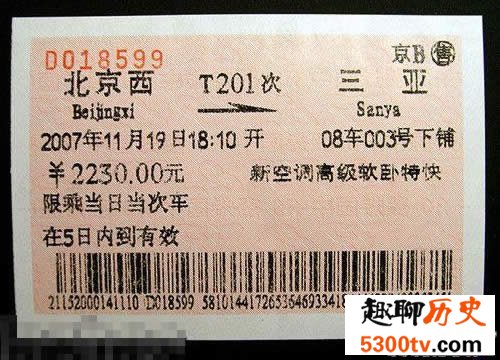 D018599
京B 售
北京西 T201次 三亚
Beijingxi Sanya
2007年11月19日18:10开 08车003号下铺
￥2230.00元 新空调高级软卧特快
限乘当日当次车
在5日内到有效
21152000141110 D018599
趣聊历史
5300tv.com